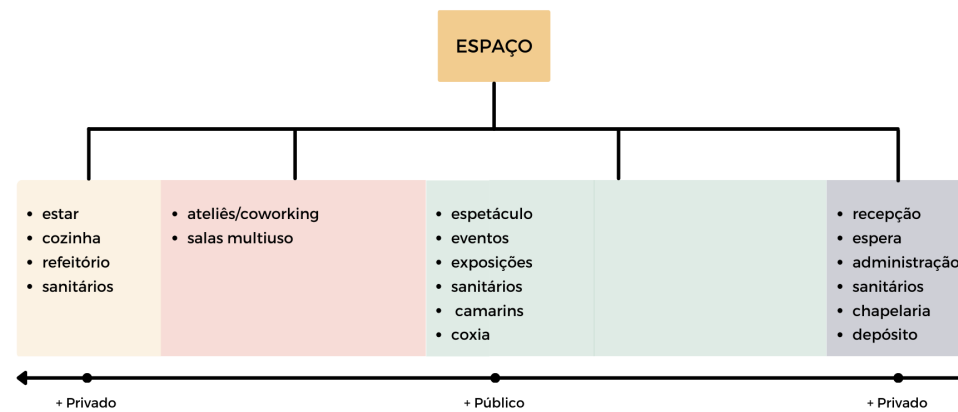 ESPAÇO
estar
cozinha
refeitório
sanitários
ateliês/coworking
salas multiuso
espetáculo
eventos
exposições
sanitários
camarins
coxia
recepção
espera
administração
sanitários
chapelaria
depósito
+ Privado
+ Público
+ Privado